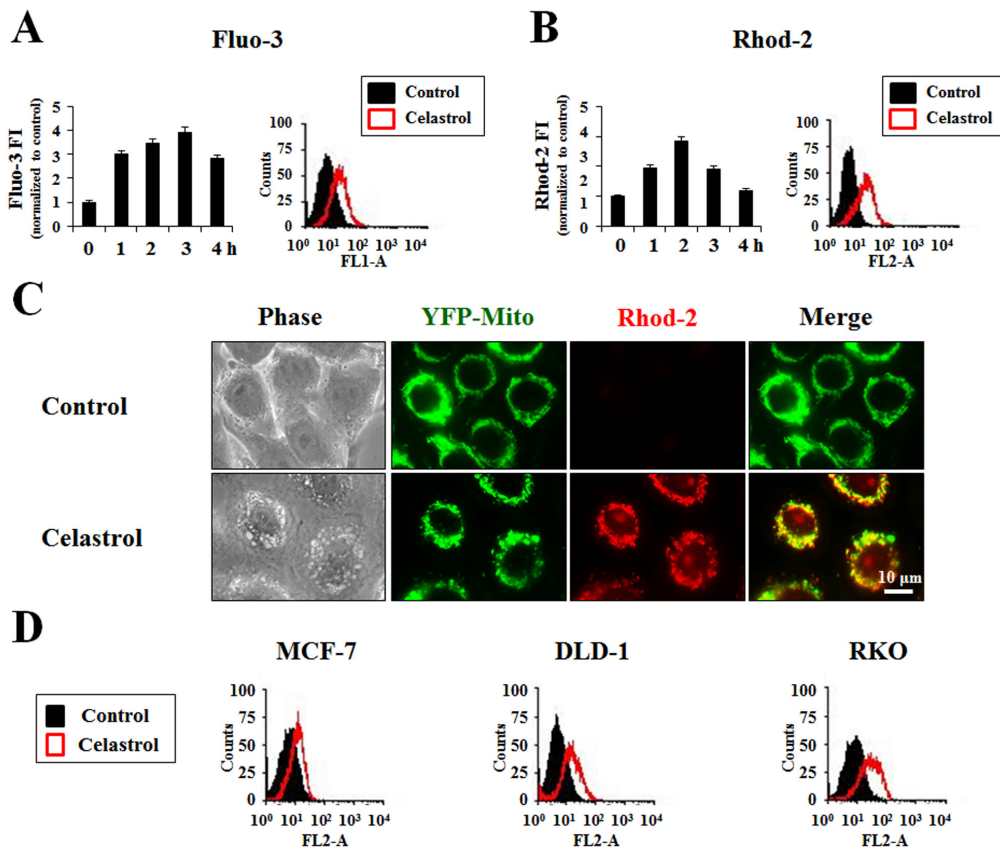 A
Fluo-3
Control
Celastrol
Fluo-3 FI
(normalized to control)
5
4
3
2
1
0
0 1 2 3 4 h
Counts
100
75
50
25
0
10⁰ 10¹ 10² 10³ 10⁴
FL1-A
B
Rhod-2
Control
Celastrol
Rhod-2 FI
(normalized to control)
5
4
3
2
1
0
0 1 2 3 4 h
Counts
100
75
50
25
0
10⁰ 10¹ 10² 10³ 10⁴
FL2-A
C
Phase YFP-Mito Rhod-2 Merge
Control
Celastrol
10 µm
D
Control
Celastrol
MCF-7
Counts
100
75
50
25
0
10⁰ 10¹ 10² 10³ 10⁴
FL2-A
DLD-1
Counts
100
75
50
25
0
10⁰ 10¹ 10² 10³ 10⁴
FL2-A
RKO
Counts
100
75
50
25
0
10⁰ 10¹ 10² 10³ 10⁴
FL2-A